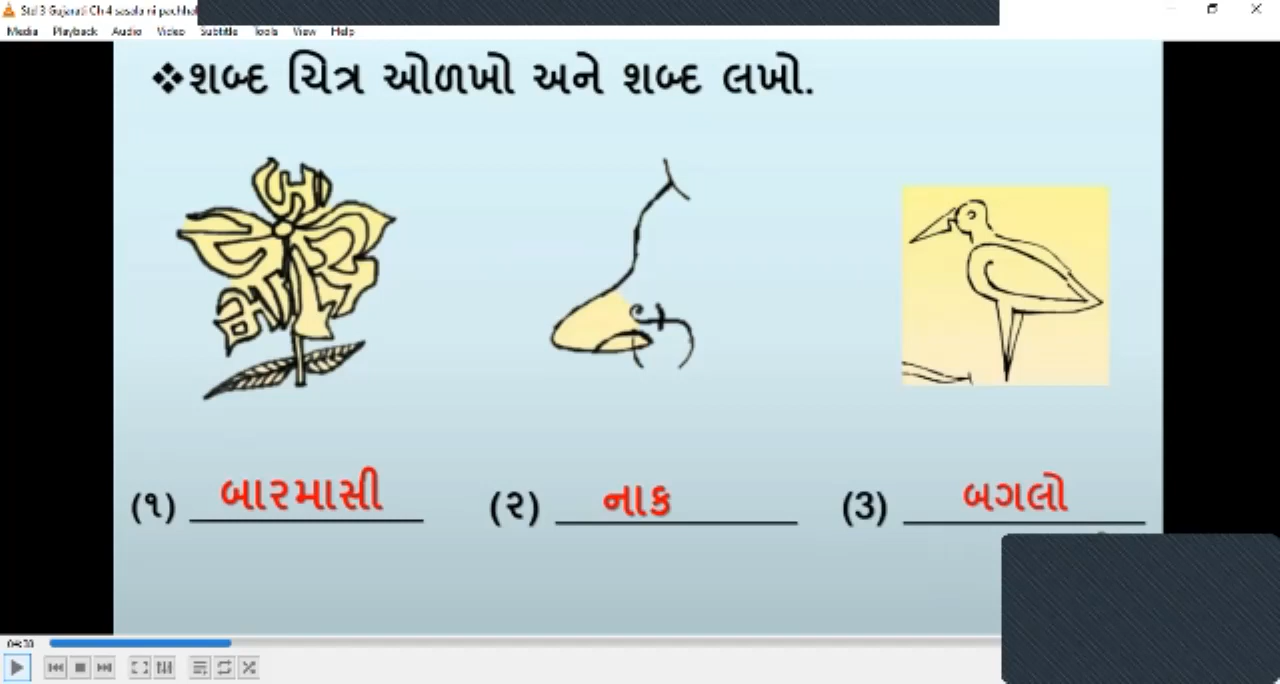 Std 3 Gujarati Ch 4 sasala ni pachhal
Media Playback Audio Video Subtitle Tools View Help
❖શબ્દ ચિત્ર ઓળખો અને શબ્દ લખો.
(૧) બારમાસી (૨) નાક (3) બગલો